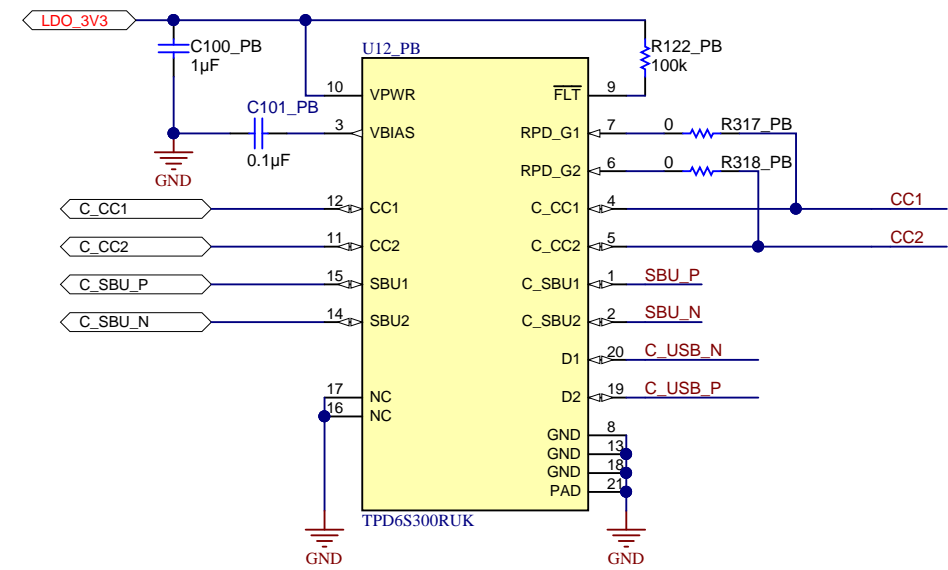 LDO_3V3
C100_PB
1µF
C101_PB
0.1µF
GND
U12_PB
R122_PB
100k
10 VPWR
FLT 9
3 VBIAS
RPD_G1 7 0 R317_PB
RPD_G2 6 0 R318_PB
C_CC1 12 CC1
C_CC1 4 CC1
C_CC2 11 CC2
C_CC2 5 CC2
C_SBU_P 15 SBU1
C_SBU1 1 SBU_P
C_SBU_N 14 SBU2
C_SBU2 2 SBU_N
D1 20 C_USB_N
D2 19 C_USB_P
17 NC
16 NC
GND 8
GND 13
GND 18
PAD 21
TPD6S300RUK
GND
GND